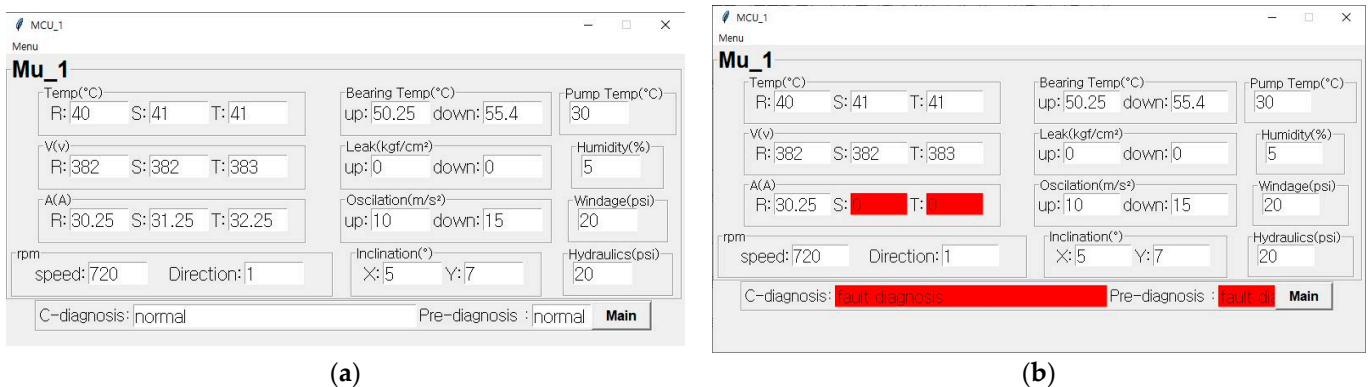 MCU_1
Menu
Mu_1
Temp(°C)
R: 40 S: 41 T: 41
Bearing Temp(°C)
up: 50.25 down: 55.4
Pump Temp(°C)
30
V(v)
R: 382 S: 382 T: 383
Leak(kgf/cm²)
up: 0 down: 0
Humidity(%)
5
A(A)
R: 30.25 S: 31.25 T: 32.25
Oscilation(m/s²)
up: 10 down: 15
Windage(psi)
20
rpm
speed: 720 Direction: 1
Inclination(°)
X: 5 Y: 7
Hydraulics(psi)
20
C-diagnosis: normal Pre-diagnosis : normal Main
(a)
MCU_1
Menu
Mu_1
Temp(°C)
R: 40 S: 41 T: 41
Bearing Temp(°C)
up: 50.25 down: 55.4
Pump Temp(°C)
30
V(v)
R: 382 S: 382 T: 383
Leak(kgf/cm²)
up: 0 down: 0
Humidity(%)
5
A(A)
R: 30.25 S: 0 T: 0
Oscilation(m/s²)
up: 10 down: 15
Windage(psi)
20
rpm
speed: 720 Direction: 1
Inclination(°)
X: 5 Y: 7
Hydraulics(psi)
20
C-diagnosis: fault diagnosis Pre-diagnosis : fault di Main
(b)